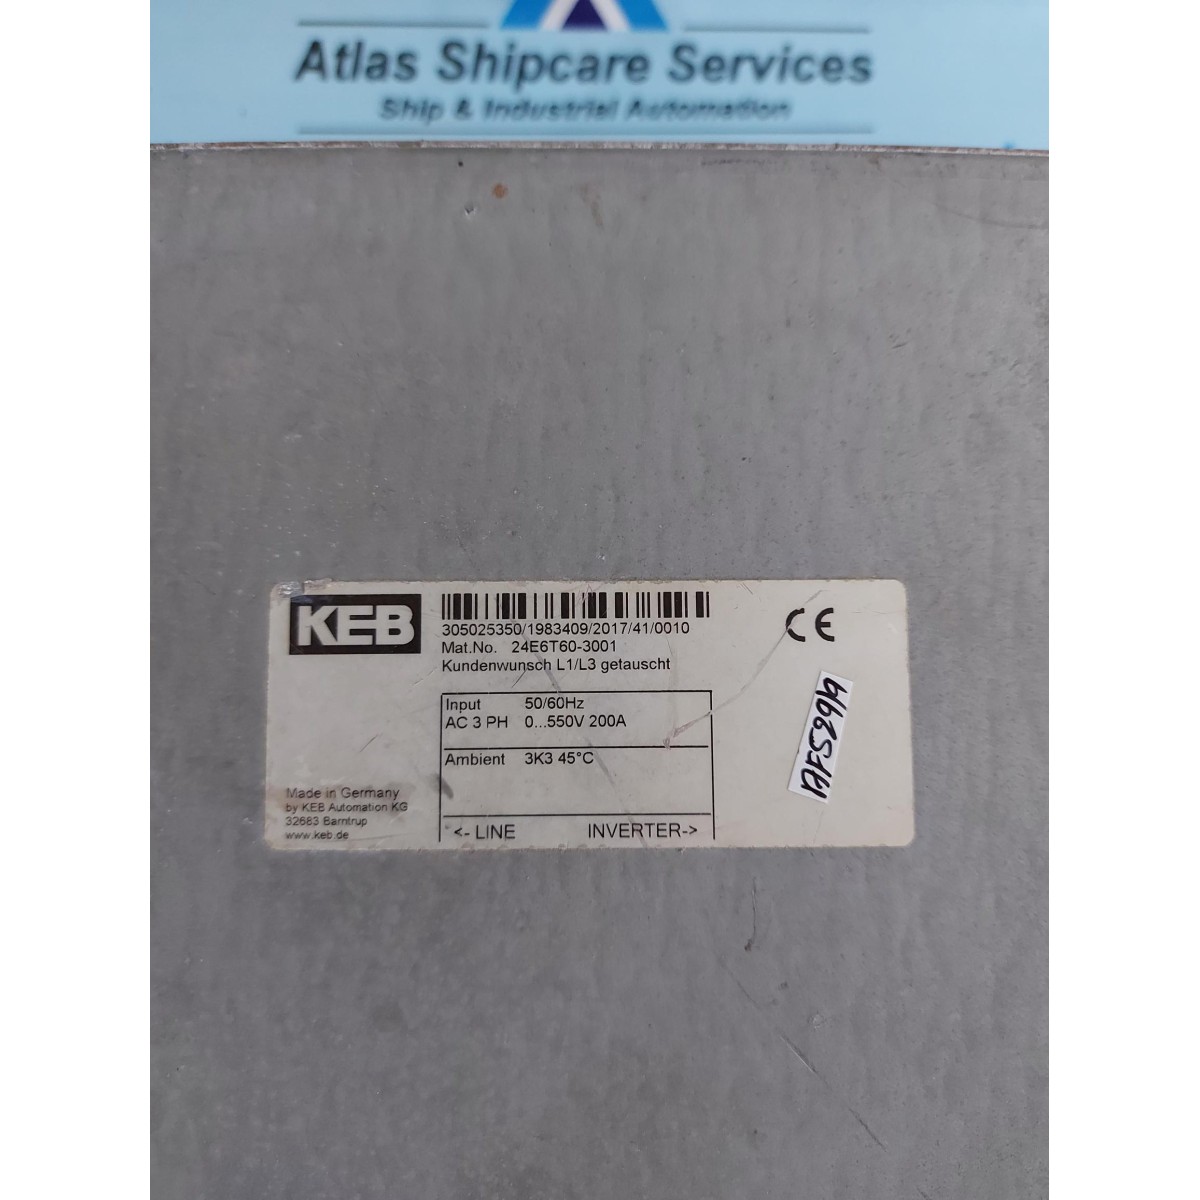 Atlas Shipcare Services
Ship & Industrial Automation
KEB
305025350/1983409/2017/41/0010
Mat.No. 24E6T60-3001
Kundenwunsch L1/L3 getauscht
CE
Input 50/60Hz
AC 3 PH 0...550V 200A
Ambient 3K3 45°C
Made in Germany
by KEB Automation KG
32683 Barntrup
www.keb.de
<- LINE INVERTER->